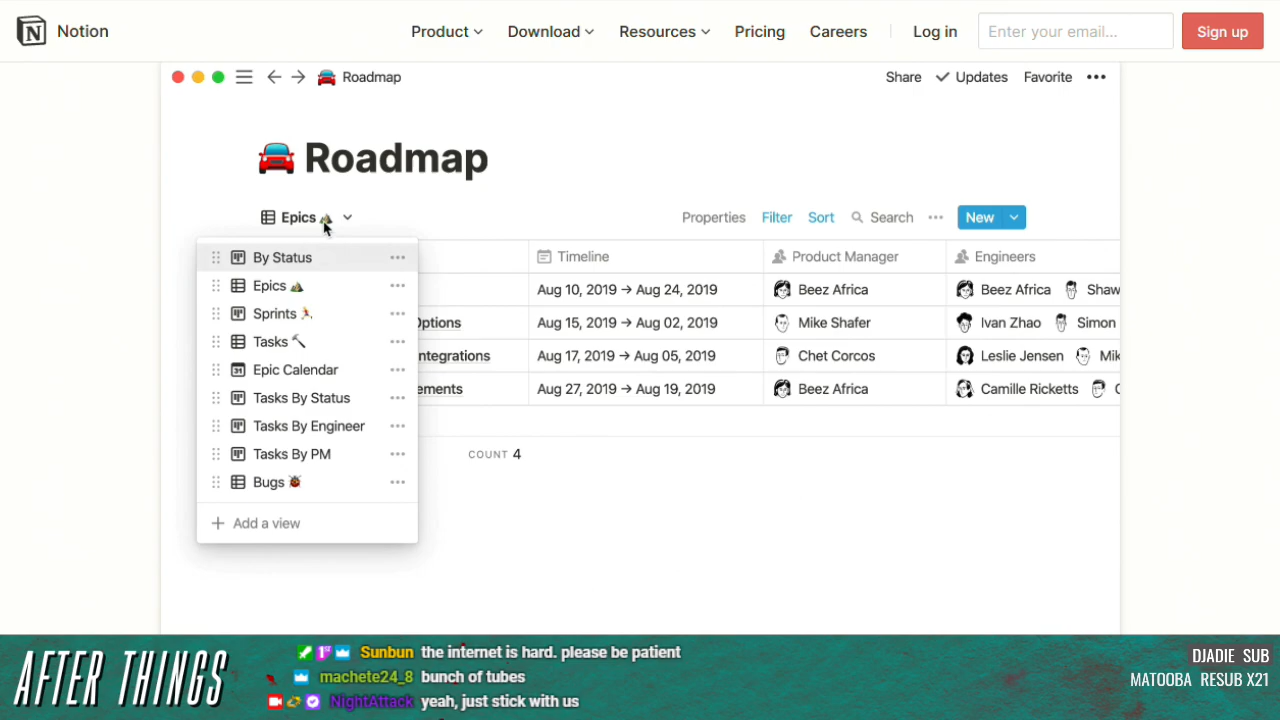 Notion
Product
Download
Resources
Pricing
Careers
Log in
Enter your email...
Sign up
Roadmap
Share
Updates
Favorite
Roadmap
Epics
Properties
Filter
Sort
Search
New
By Status
Epics
Sprints
Tasks
Epic Calendar
Tasks By Status
Tasks By Engineer
Tasks By PM
Bugs
Add a view
Timeline Product Manager Engineers
Aug 10, 2019 → Aug 24, 2019 Beez Africa Beez Africa Shaw
Options Aug 15, 2019 → Aug 02, 2019 Mike Shafer Ivan Zhao Simon
ntegrations Aug 17, 2019 → Aug 05, 2019 Chet Corcos Leslie Jensen Mik
ements Aug 27, 2019 → Aug 19, 2019 Beez Africa Camille Ricketts
COUNT 4
AFTER THINGS
Sunbun the internet is hard. please be patient
machete24_8 bunch of tubes
NightAttack yeah, just stick with us
DJADIE SUB
MATOOBA RESUB X21